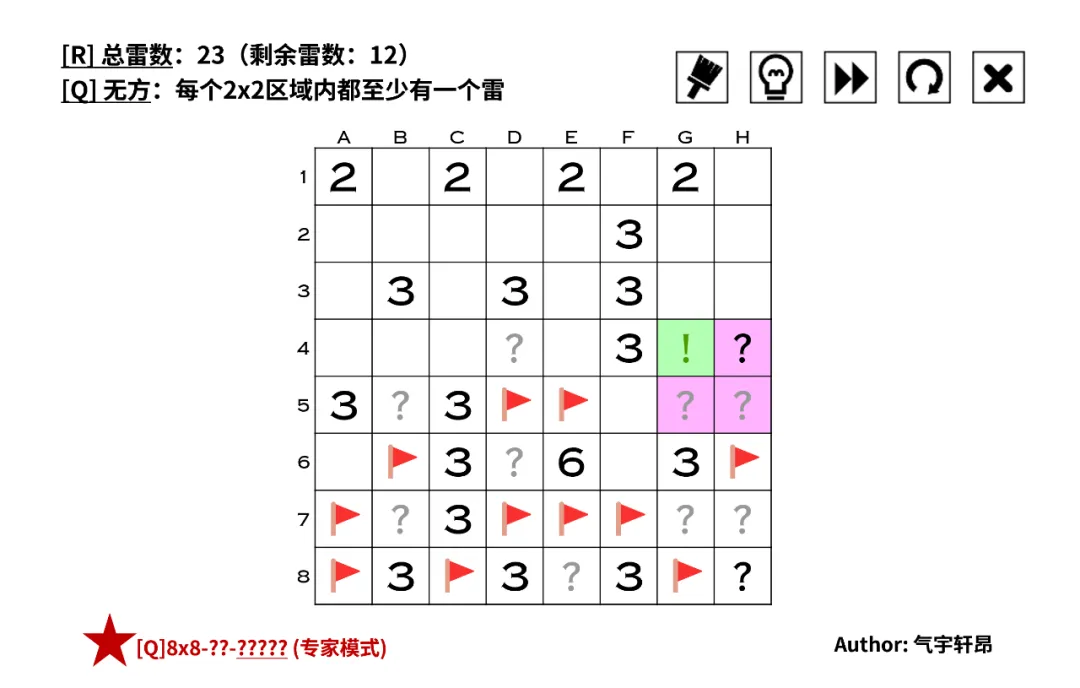 [R] 总雷数：23（剩余雷数：12）
[Q] 无方：每个2x2区域内都至少有一个雷
A B C D E F G H
1 2 2 2 2
2 3
3 3 3 3
4 ? 3 ! ?
5 3 ? 3 ? ?
6 3 ? 6 3
7 ? 3 ? ?
8 3 3 ? 3 ?
[Q]8x8-??-????? (专家模式)
Author: 气宇轩昂